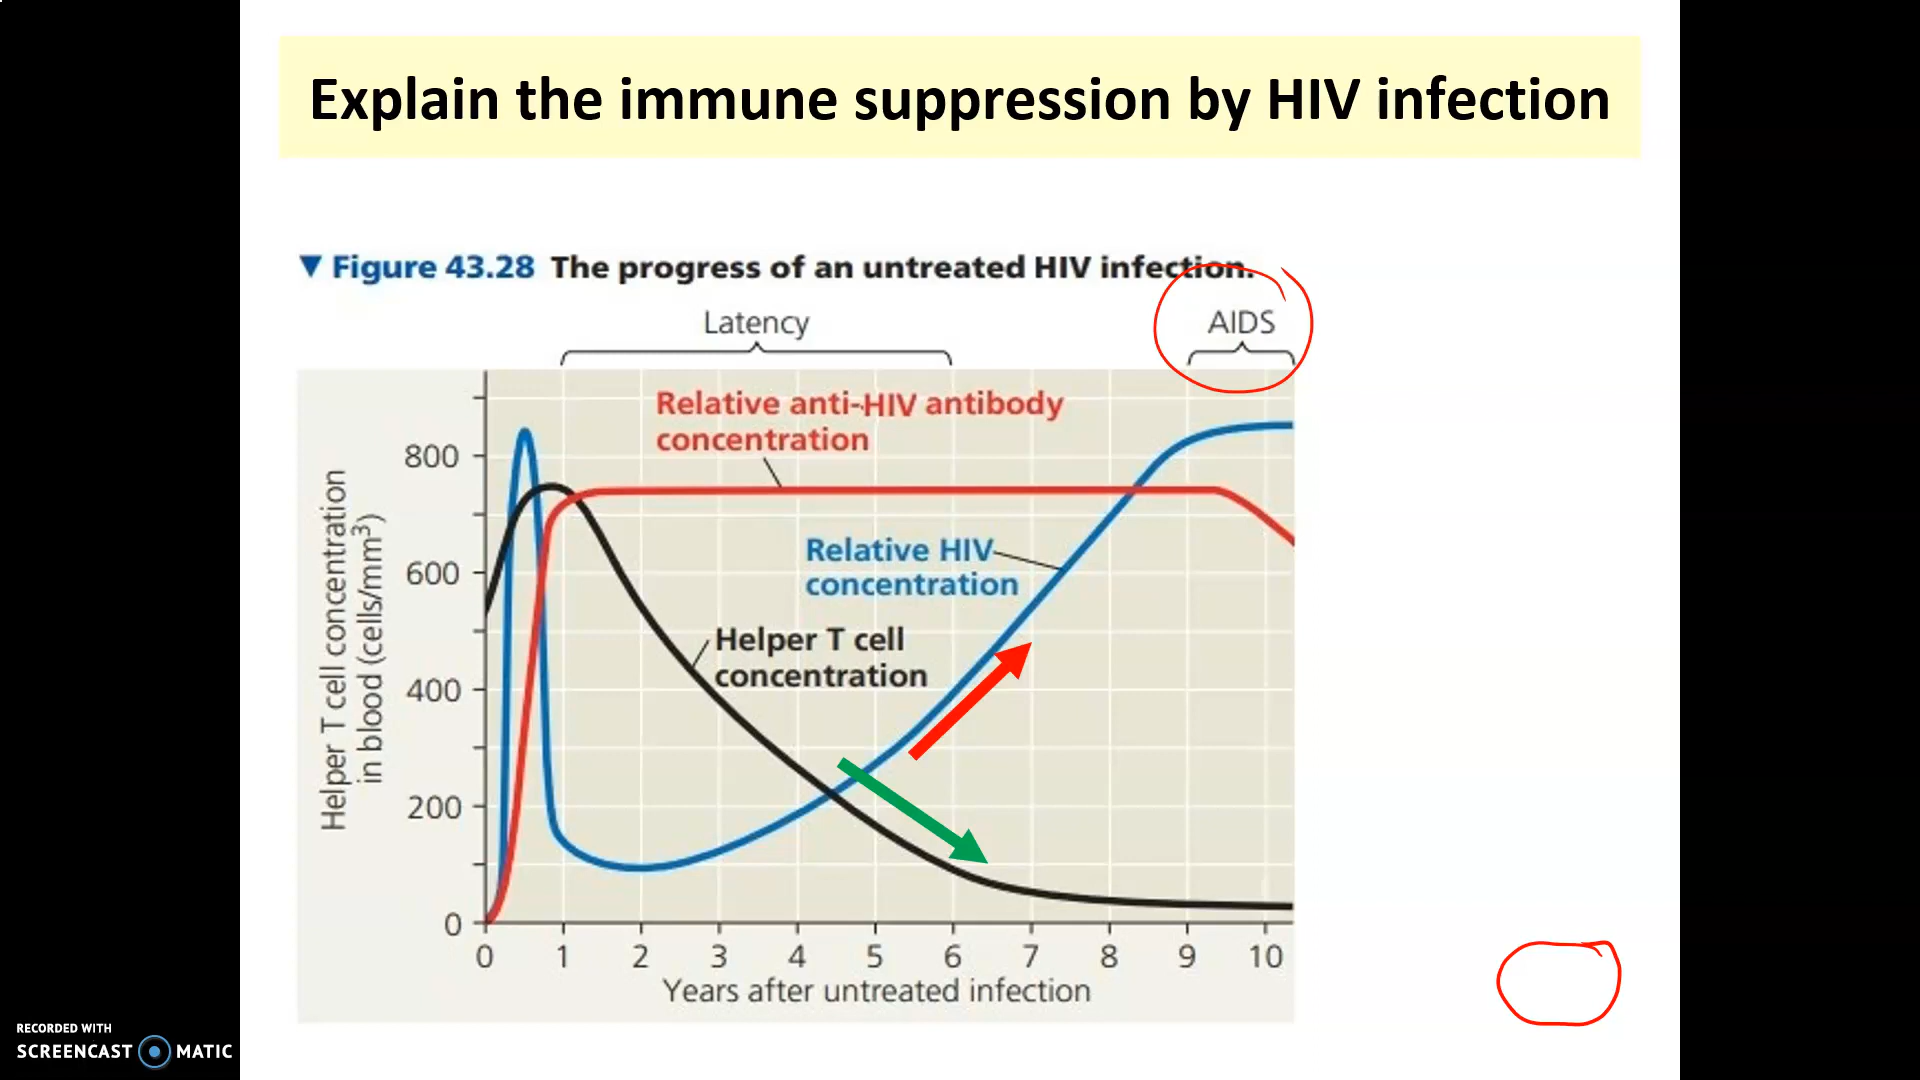 Explain the immune suppression by HIV infection
▼ Figure 43.28 The progress of an untreated HIV infection.
Latency
AIDS
Relative anti-HIV antibody
concentration
Relative HIV
concentration
Helper T cell
concentration
Helper T cell concentration
in blood (cells/mm³)
800
600
400
200
0
0 1 2 3 4 5 6 7 8 9 10
Years after untreated infection
RECORDED WITH
SCREENCAST MATIC